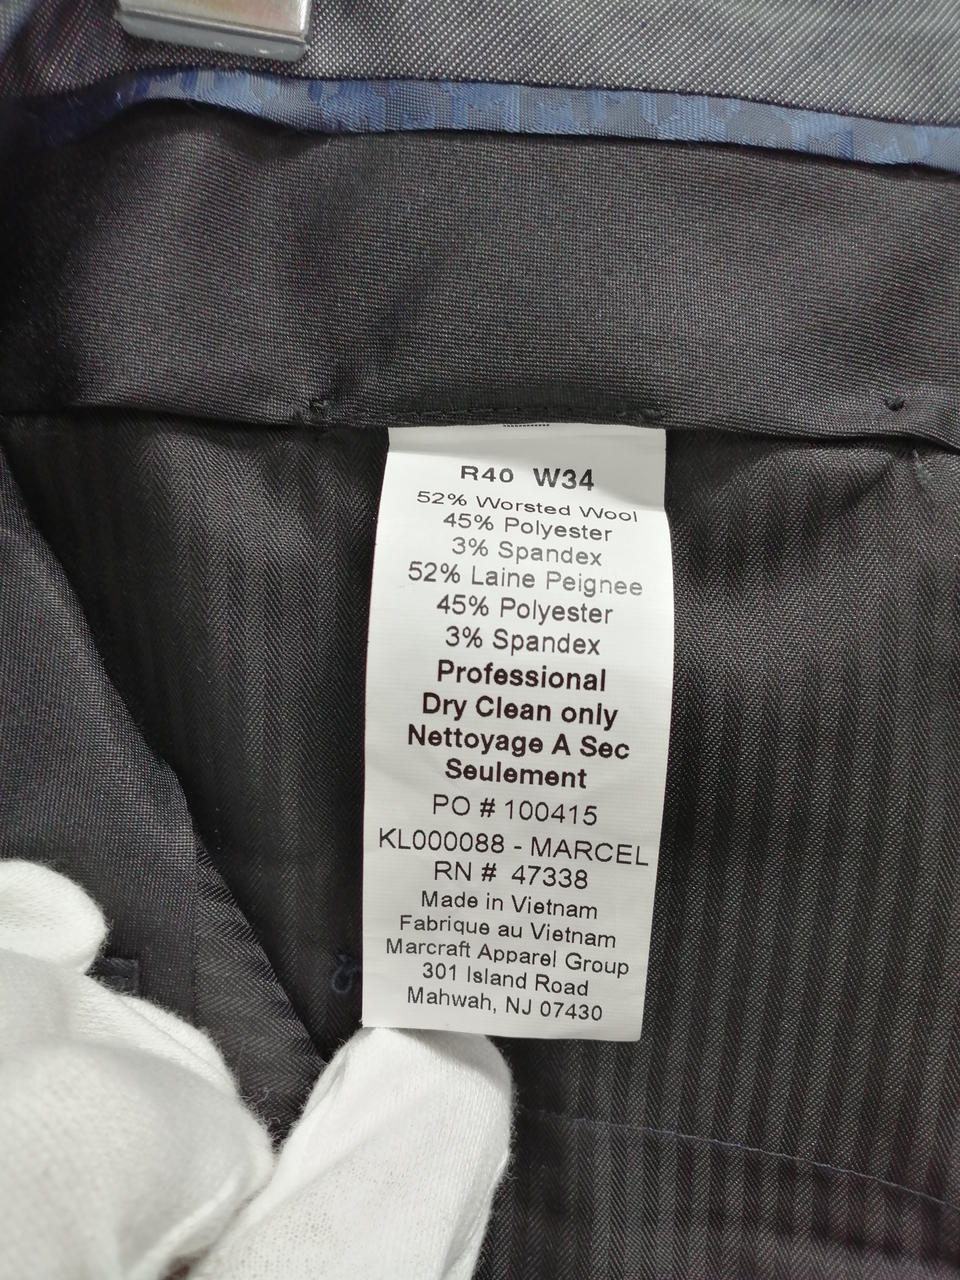 R40 W34
52% Worsted Wool
45% Polyester
3% Spandex
52% Laine Peignee
45% Polyester
3% Spandex
Professional
Dry Clean only
Nettoyage A Sec
Seulement
PO # 100415
KL000088 - MARCEL
RN # 47338
Made in Vietnam
Fabrique au Vietnam
Marcraft Apparel Group
301 Island Road
Mahwah, NJ 07430